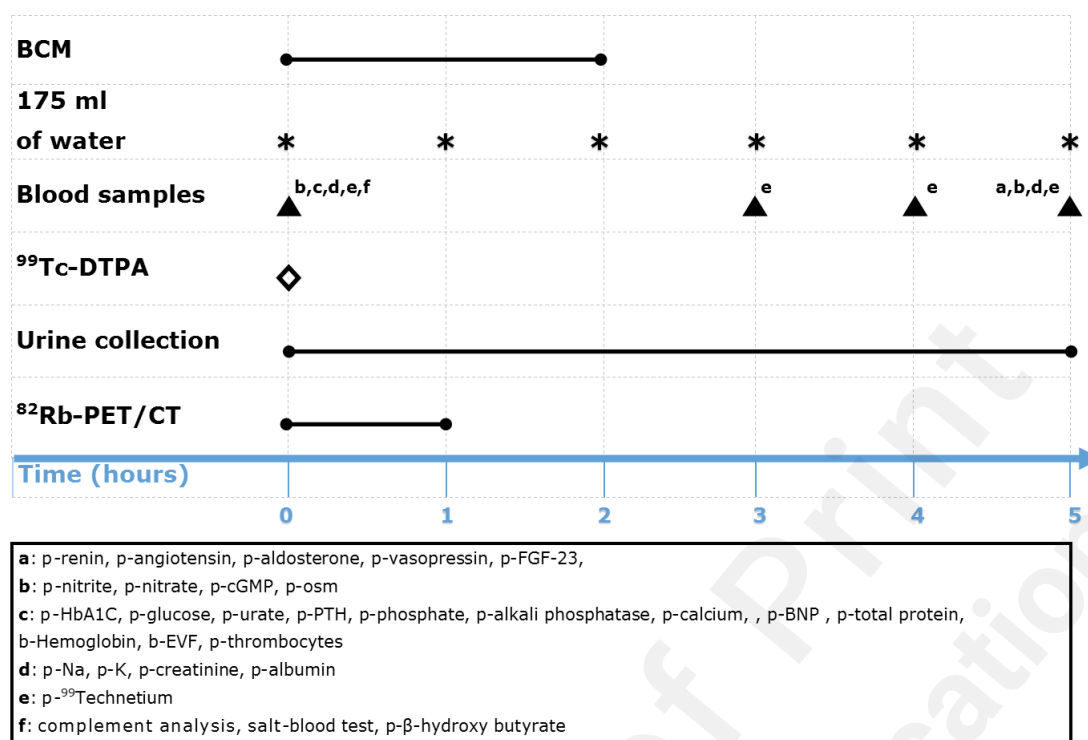 BCM
175 ml
of water
* * * * * *
Blood samples
b,c,d,e,f e e a,b,d,e
⁹⁹Tc-DTPA
Urine collection
⁸²Rb-PET/CT
Time (hours)
0 1 2 3 4 5
a: p-renin, p-angiotensin, p-aldosterone, p-vasopressin, p-FGF-23,
b: p-nitrite, p-nitrate, p-cGMP, p-osm
c: p-HbA1C, p-glucose, p-urate, p-PTH, p-phosphate, p-alkali phosphatase, p-calcium, , p-BNP , p-total protein,
b-Hemoglobin, b-EVF, p-thrombocytes
d: p-Na, p-K, p-creatinine, p-albumin
e: p-⁹⁹Technetium
f: complement analysis, salt-blood test, p-β-hydroxy butyrate
of Print